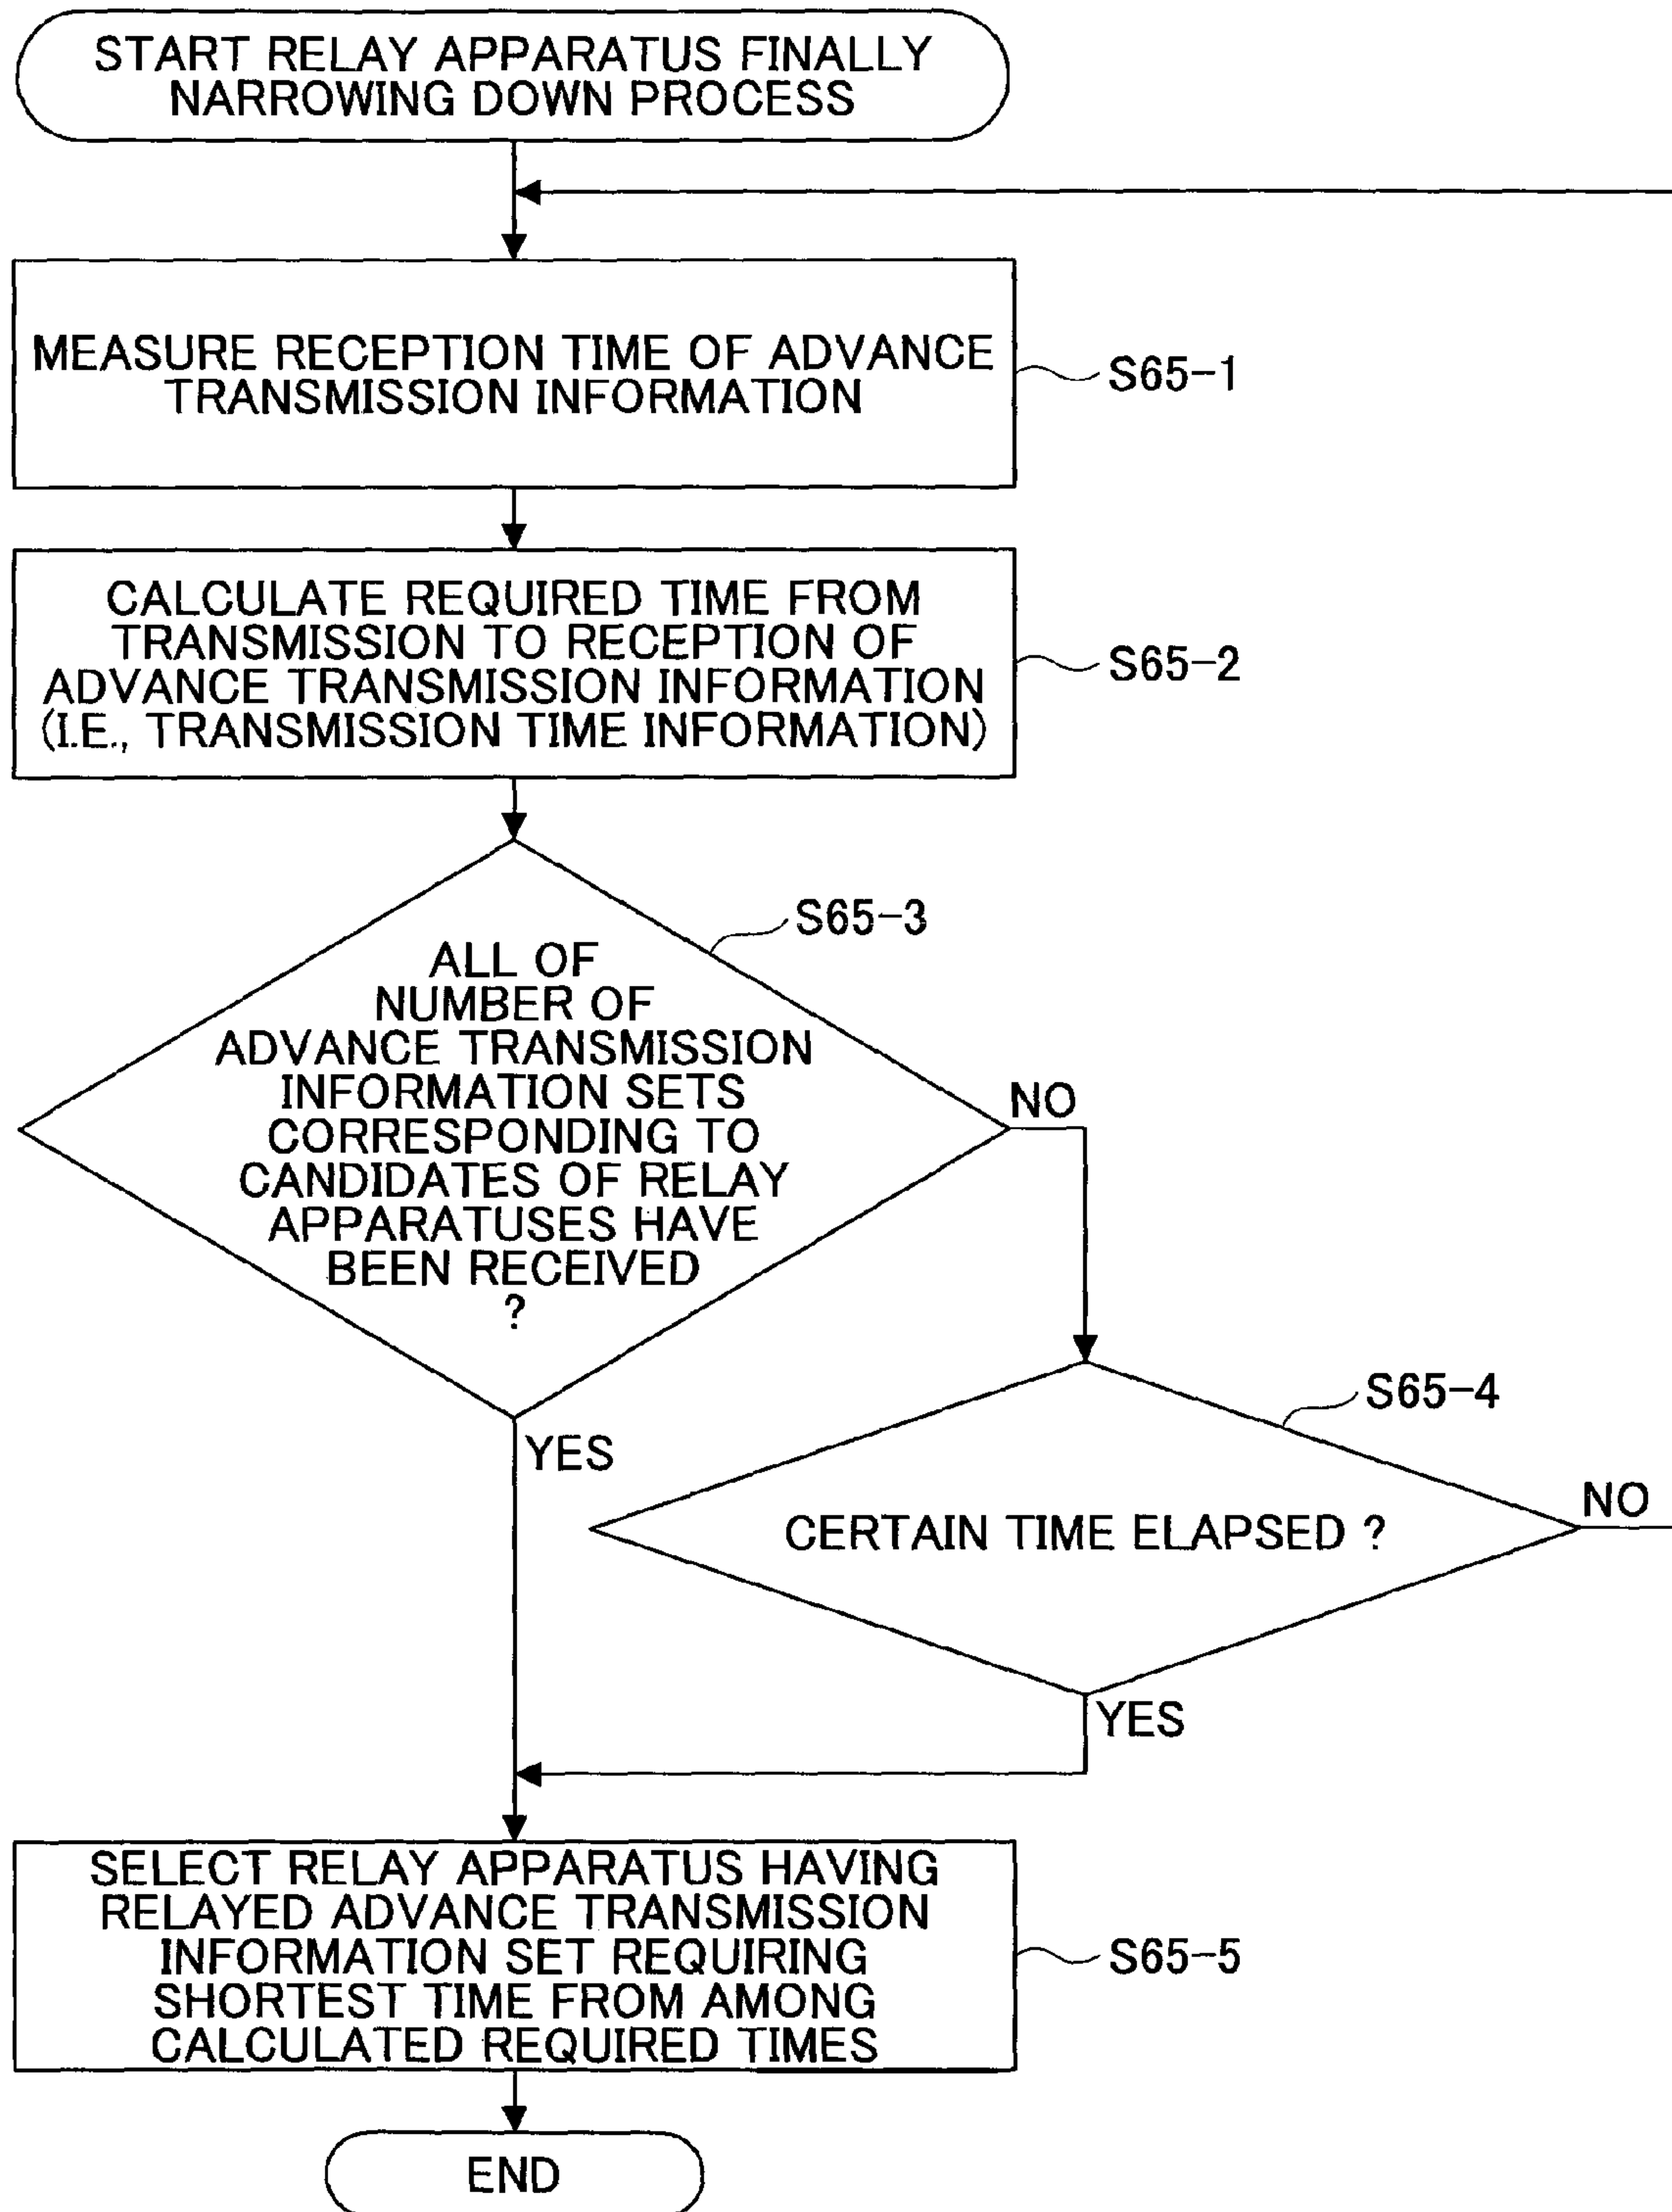 START RELAY APPARATUS FINALLY
NARROWING DOWN PROCESS
MEASURE RECEPTION TIME OF ADVANCE
TRANSMISSION INFORMATION
S65-1
CALCULATE REQUIRED TIME FROM
TRANSMISSION TO RECEPTION OF
ADVANCE TRANSMISSION INFORMATION
(I.E., TRANSMISSION TIME INFORMATION)
S65-2
S65-3
ALL OF
NUMBER OF
ADVANCE TRANSMISSION
INFORMATION SETS
CORRESPONDING TO
CANDIDATES OF RELAY
APPARATUSES HAVE
BEEN RECEIVED
?
NO
YES
S65-4
CERTAIN TIME ELAPSED ?
NO
YES
SELECT RELAY APPARATUS HAVING
RELAYED ADVANCE TRANSMISSION
INFORMATION SET REQUIRING
SHORTEST TIME FROM AMONG
CALCULATED REQUIRED TIMES
S65-5
END